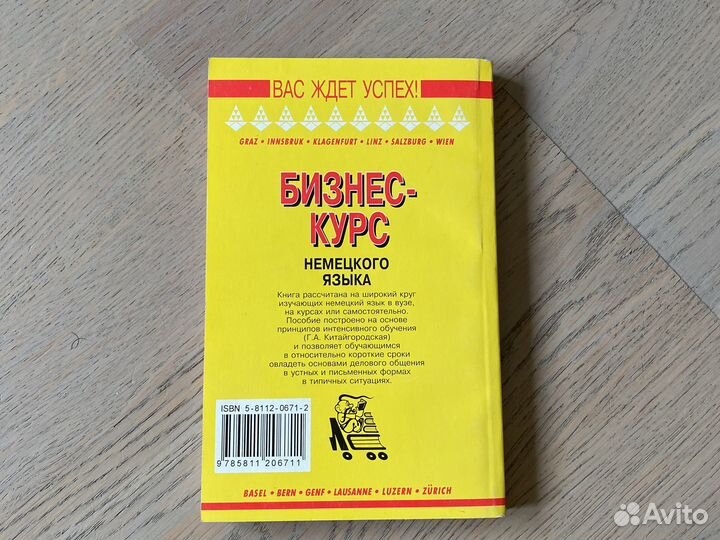 ВАС ЖДЕТ УСПЕХ!
GRAZ • INNSBRUK • KLAGENFURT • LINZ • SALZBURG • WIEN
БИЗНЕС-
КУРС
НЕМЕЦКОГО
ЯЗЫКА
Книга рассчитана на широкий круг
изучающих немецкий язык в вузе,
на курсах или самостоятельно.
Пособие построено на основе
принципов интенсивного обучения
(Г.А. Китайгородская)
и позволяет обучающимся
в относительно короткие сроки
овладеть основами делового общения
в устных и письменных формах
в типичных ситуациях.
ISBN 5-8112-0671-2
9 785811 206711
BASEL • BERN • GENF • LAUSANNE • LUZERN • ZÜRICH
Avito